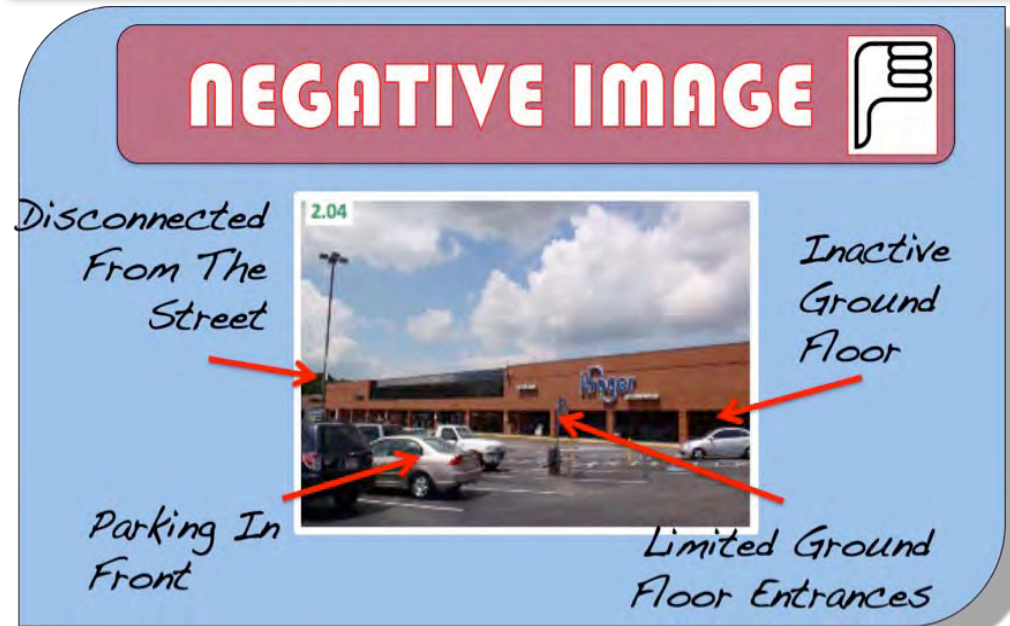 NEGATIVE IMAGE
Disconnected
From The
Street
2.04
Inactive
Ground
Floor
Kroger
Parking In
Front
Limited Ground
Floor Entrances